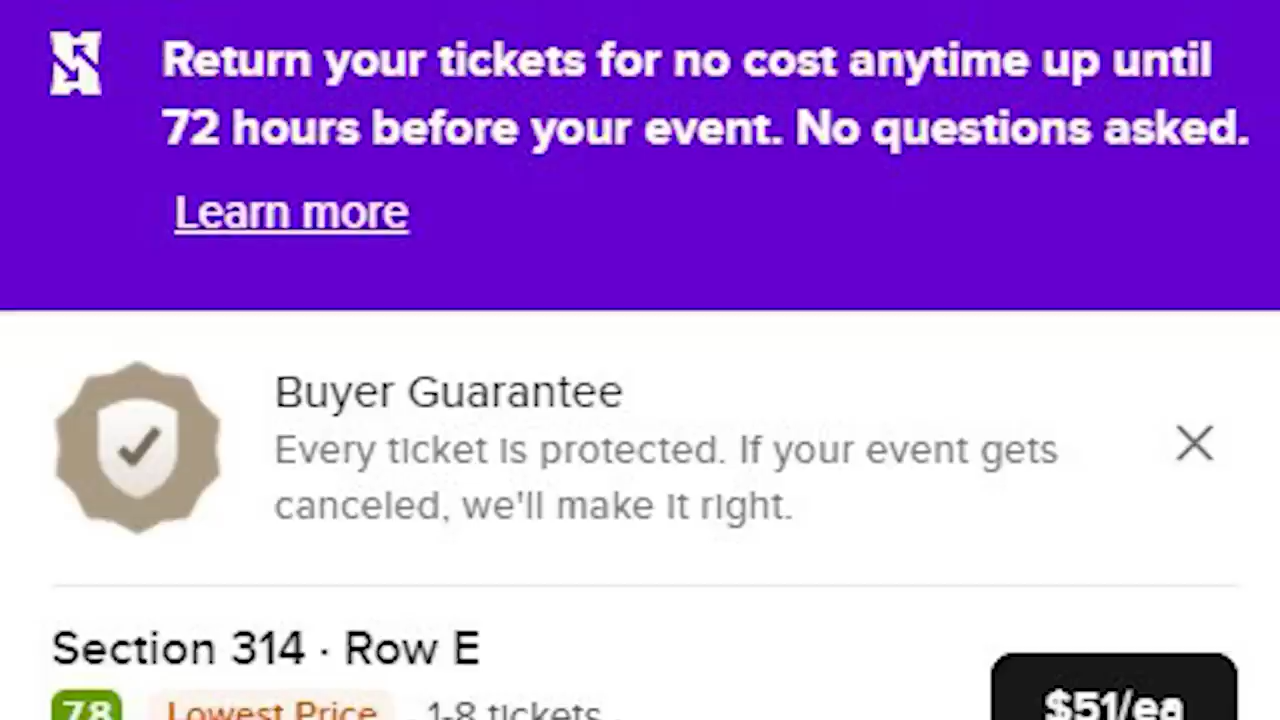 Return your tickets for no cost anytime up until
72 hours before your event. No questions asked.
Learn more
Buyer Guarantee
Every ticket is protected. If your event gets
canceled, we'll make it right.
Section 314 · Row E
$51/ea
78 Lowest Price · 1-8 tickets ·